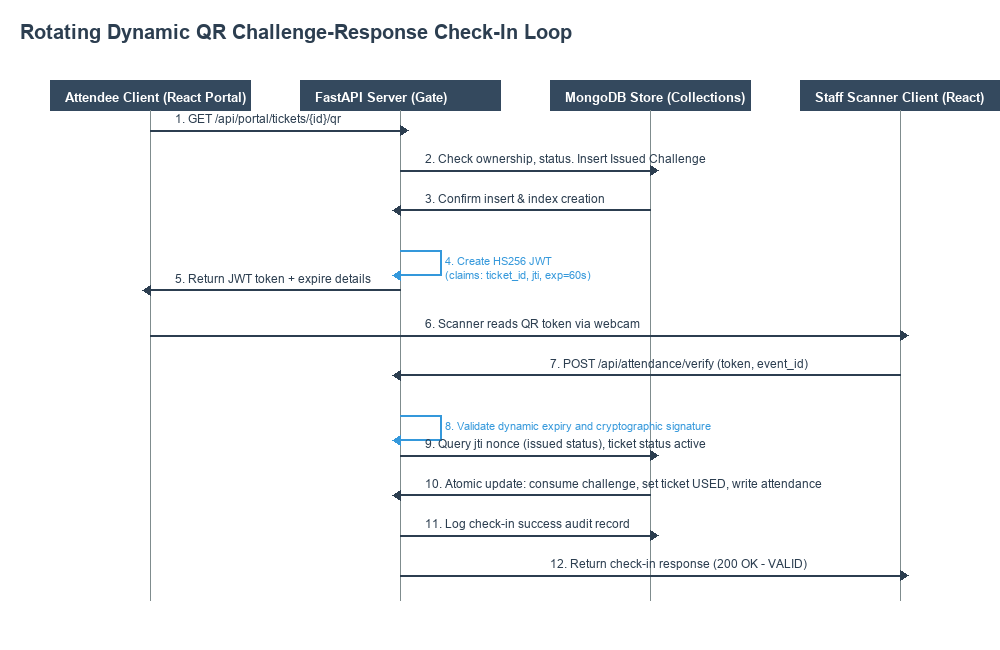 Rotating Dynamic QR Challenge-Response Check-In Loop
Attendee Client (React Portal)
FastAPI Server (Gate)
MongoDB Store (Collections)
Staff Scanner Client (React)
1. GET /api/portal/tickets/{id}/qr
2. Check ownership, status. Insert Issued Challenge
3. Confirm insert & index creation
4. Create HS256 JWT
(claims: ticket_id, jti, exp=60s)
5. Return JWT token + expire details
6. Scanner reads QR token via webcam
7. POST /api/attendance/verify (token, event_id)
8. Validate dynamic expiry and cryptographic signature
9. Query jti nonce (issued status), ticket status active
10. Atomic update: consume challenge, set ticket USED, write attendance
11. Log check-in success audit record
12. Return check-in response (200 OK - VALID)